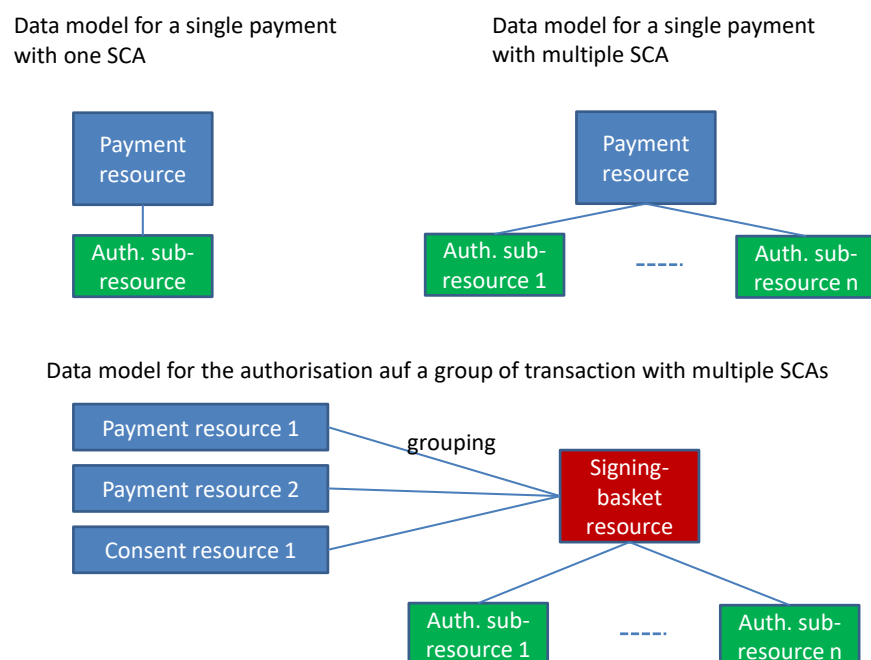 Data model for a single payment
with one SCA
Data model for a single payment
with multiple SCA
Payment
resource
Auth. sub-
resource
Payment
resource
Auth. sub-
resource 1
Auth. sub-
resource n
Data model for the authorisation auf a group of transaction with multiple SCAs
Payment resource 1
grouping
Payment resource 2
Consent resource 1
Signing-
basket
resource
Auth. sub-
resource 1
Auth. sub-
resource n